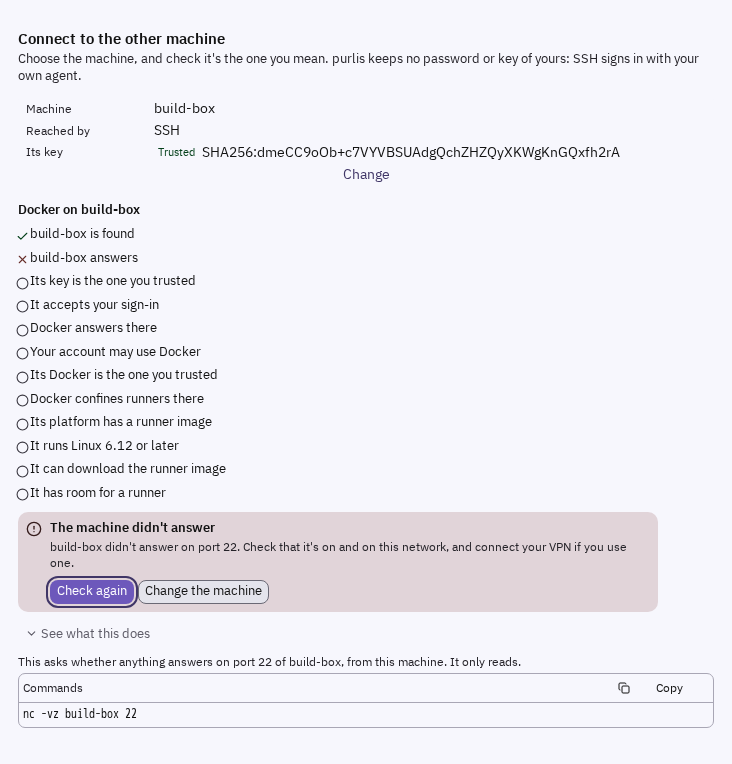 Connect to the other machine
Choose the machine, and check it's the one you mean. purlis keeps no password or key of yours: SSH signs in with your
own agent.
Machine build-box
Reached by SSH
Its key Trusted SHA256:dmeCC9oOb+c7VYVBSUAdgQchZHZQyXKWgKnGQxfh2rA
Change
Docker on build-box
build-box is found
build-box answers
Its key is the one you trusted
It accepts your sign-in
Docker answers there
Your account may use Docker
Its Docker is the one you trusted
Docker confines runners there
Its platform has a runner image
It runs Linux 6.12 or later
It can download the runner image
It has room for a runner
The machine didn't answer
build-box didn't answer on port 22. Check that it's on and on this network, and connect your VPN if you use
one.
Check again Change the machine
See what this does
This asks whether anything answers on port 22 of build-box, from this machine. It only reads.
Commands Copy
nc -vz build-box 22